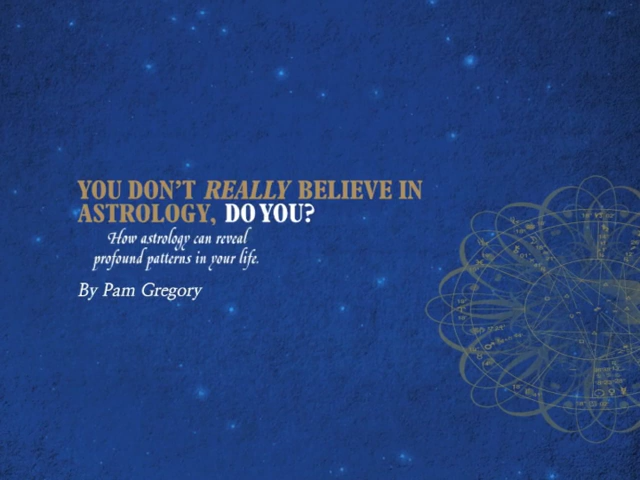 YOU DON'T REALLY BELIEVE IN
ASTROLOGY, DO YOU?
How astrology can reveal
profound patterns in your life.
By Pam Gregory